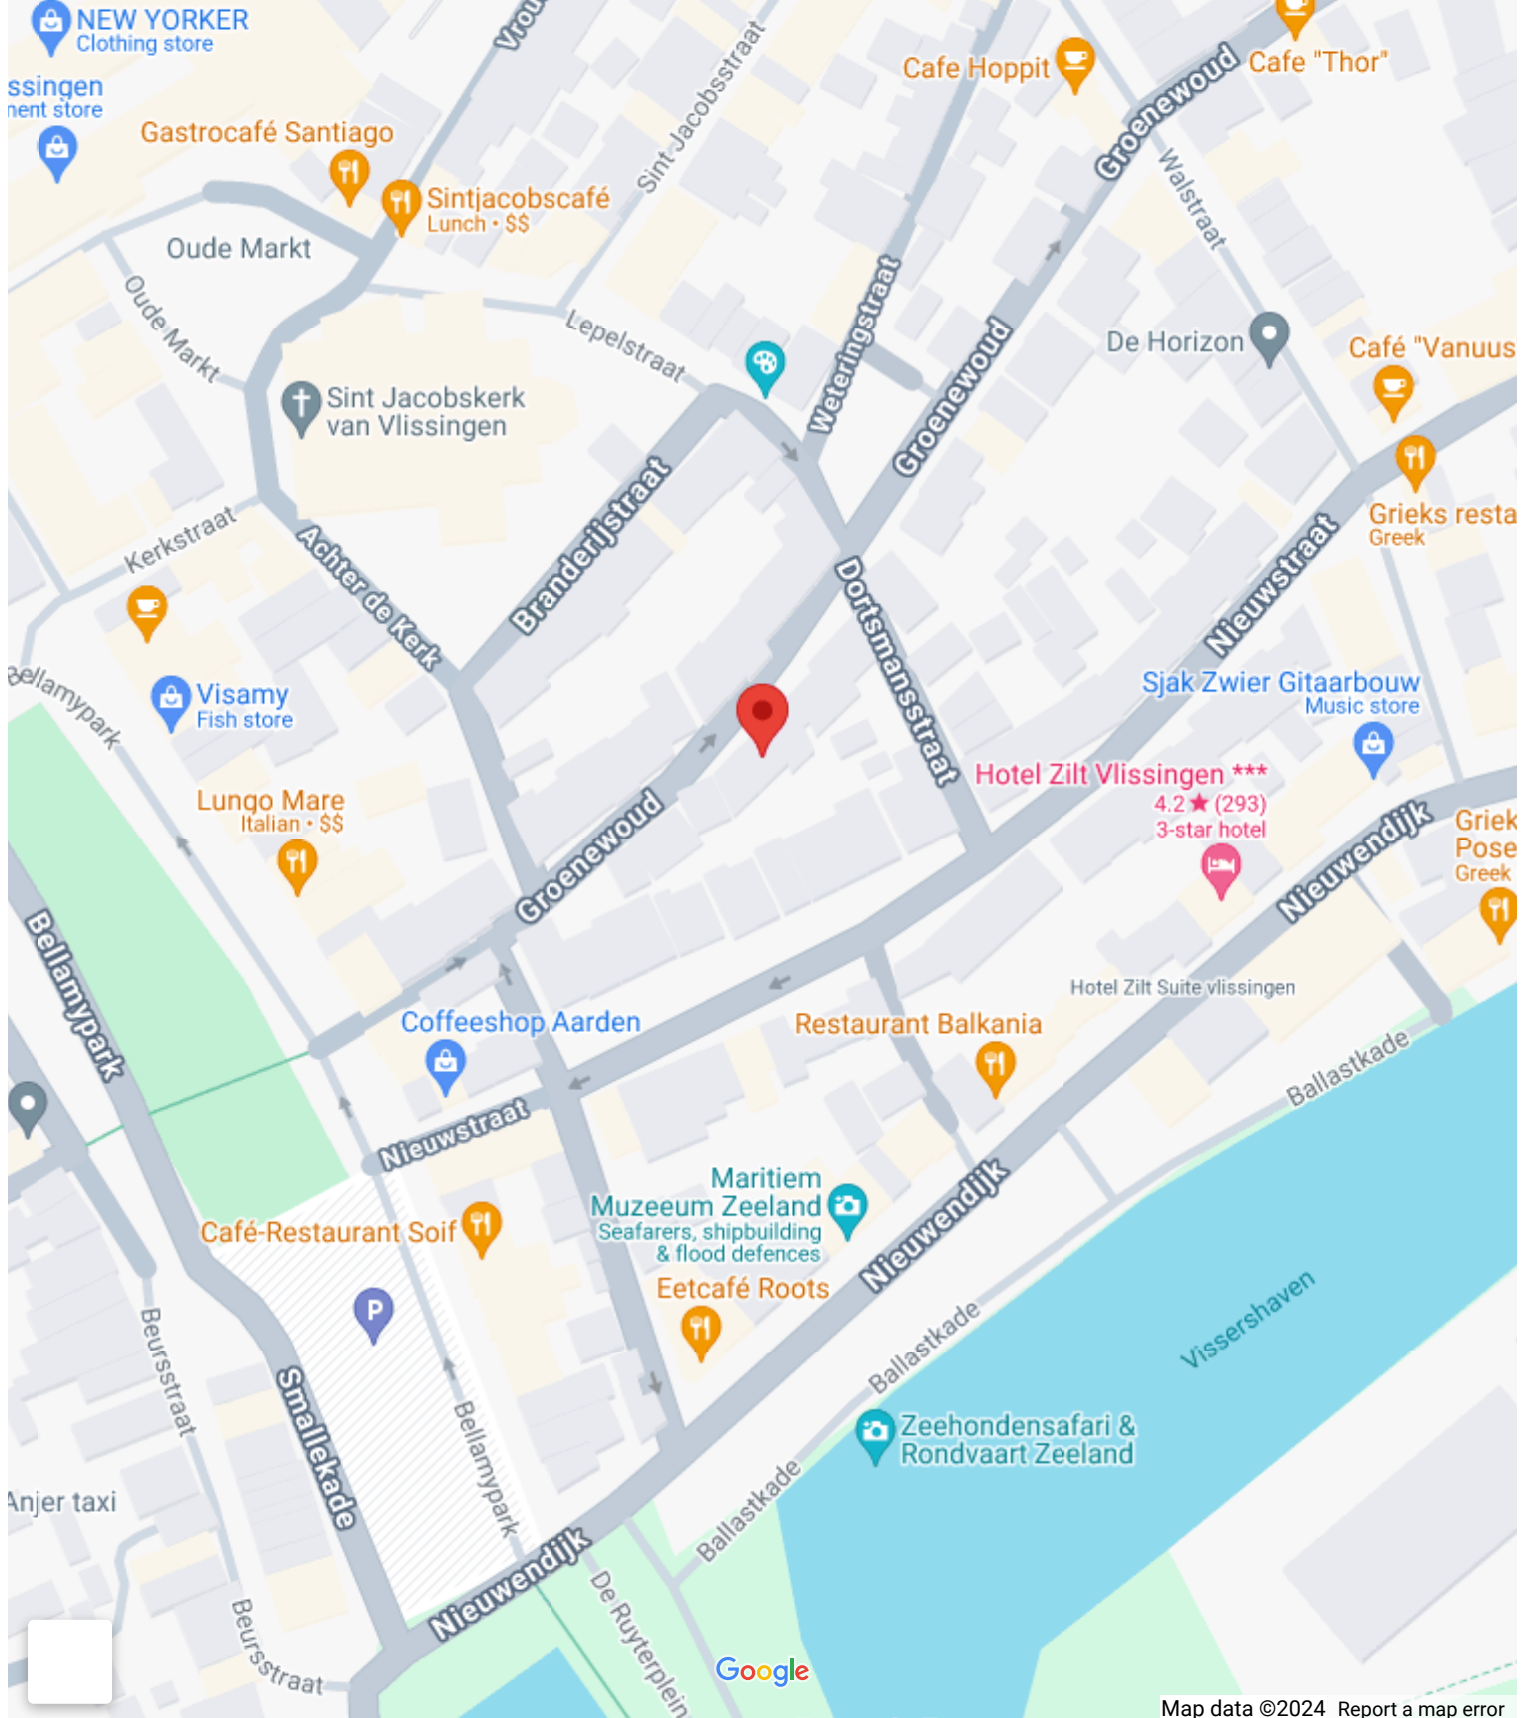 NEW YORKER
Clothing store
Vrou
Sint Jacobsstraat
Cafe Hoppit
Groenewoud
Cafe "Thor"
ssingen
nent store
Gastrocafé Santiago
Sintjacobscafé
Lunch • $$
Walstraat
Oude Markt
Oude Markt
Lepelstraat
Weteringstraat
Groenewoud
De Horizon
Café "Vanuus
Sint Jacobskerk
van Vlissingen
Kerkstraat
Achter de Kerk
Branderijstraat
Dortsmansstraat
Nieuwstraat
Grieks resta
Greek
Bellamypark
Visamy
Fish store
Sjak Zwier Gitaarbouw
Music store
Lungo Mare
Italian • $$
Groenewoud
Hotel Zilt Vlissingen ***
4.2 ★ (293)
3-star hotel
Nieuwendijk
Griek
Pose
Greek
Bellamypark
Hotel Zilt Suite vlissingen
Coffeeshop Aarden
Restaurant Balkania
Ballastkade
P
Nieuwstraat
Maritiem
Muzeeum Zeeland
Seafarers, shipbuilding
& flood defences
Nieuwendijk
Café-Restaurant Soif
Eetcafé Roots
Vissershaven
Ballastkade
Beursstraat
Smallekade
Bellamypark
Zeehondensafari &
Rondvaart Zeeland
Anjer taxi
Ballastkade
Nieuwendijk
De Ruyterplein
Beursstraat
Google
Map data ©2024 Report a map error